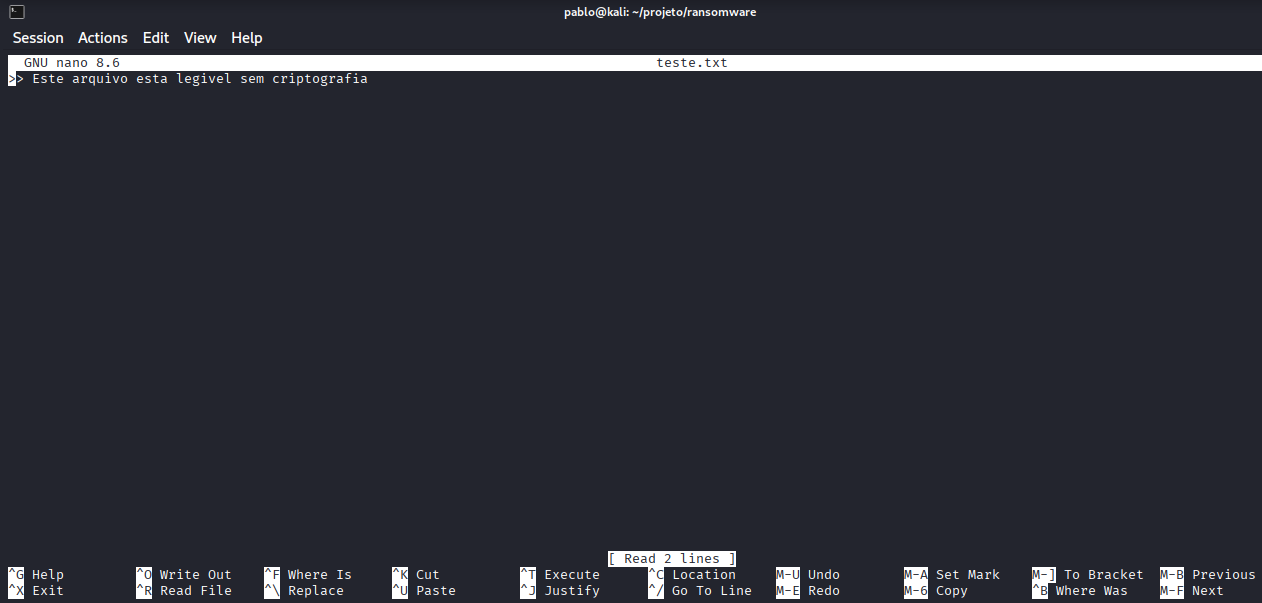 pablo@kali: ~/projeto/ransomware
Session Actions Edit View Help
GNU nano 8.6 teste.txt
>> Este arquivo esta legivel sem criptografia
[ Read 2 lines ]
^G Help ^O Write Out ^F Where Is ^K Cut ^T Execute ^C Location M-U Undo M-A Set Mark M-] To Bracket M-B Previous
^X Exit ^R Read File ^\ Replace ^U Paste ^J Justify ^/ Go To Line M-E Redo M-6 Copy ^B Where Was M-F Next